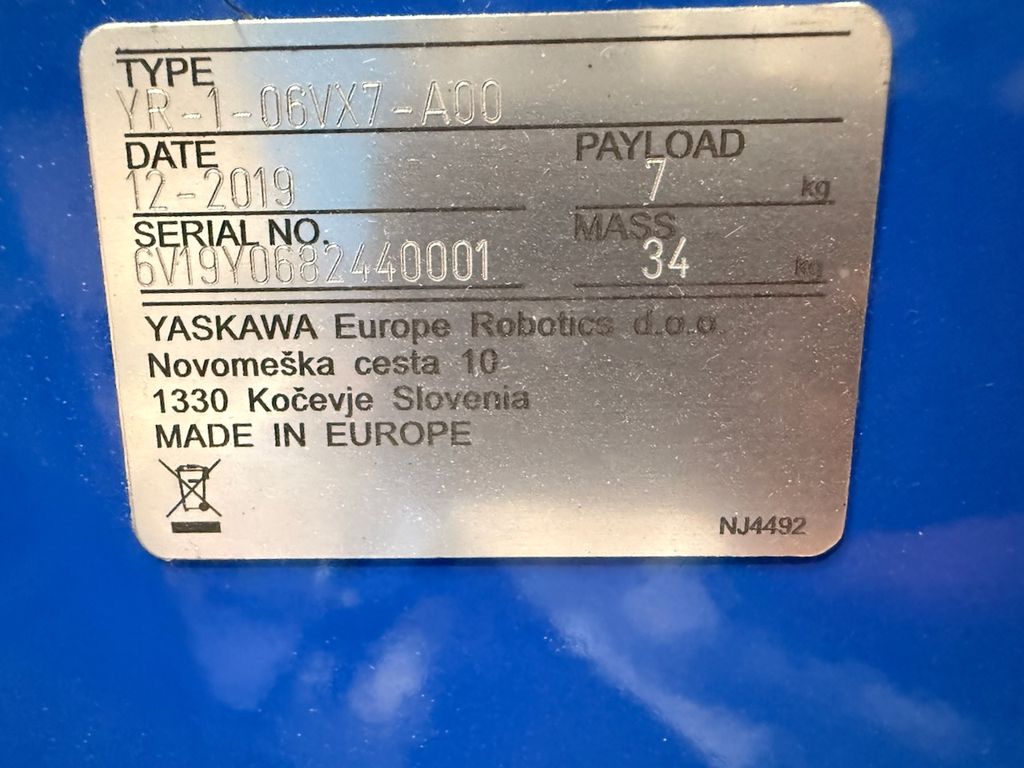 TYPE
YR-1-06VX7-A00
DATE
12-2019
PAYLOAD
7 kg
SERIAL NO.
6V19Y0682440001
MASS
34 kg
YASKAWA Europe Robotics d.o.o.
Novomeška cesta 10
1330 Kočevje Slovenia
MADE IN EUROPE
NJ4492